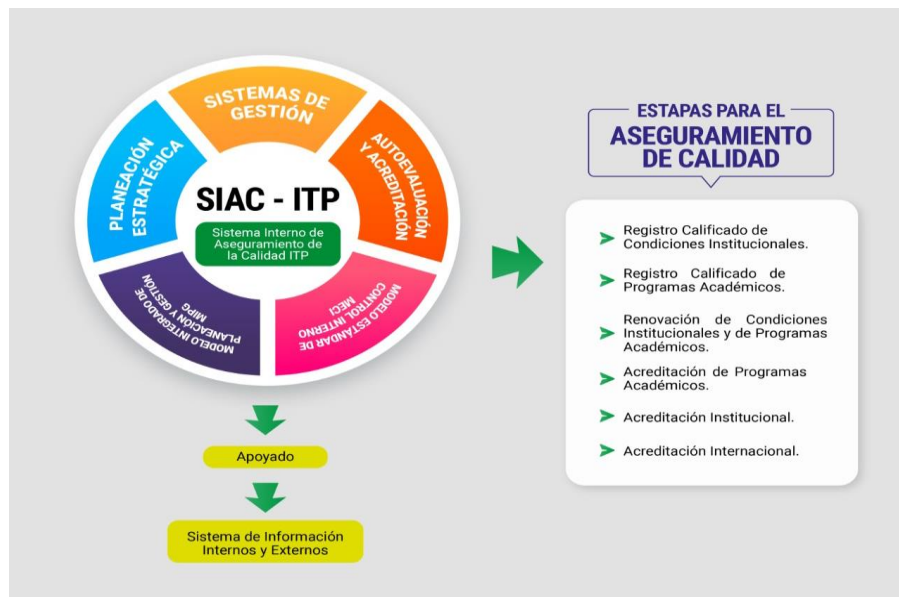 SISTEMAS DE
GESTIÓN
AUTOEVALUACIÓN
Y ACREDITACIÓN
MODELO ESTÁNDAR DE
CONTROL INTERNO
MECI
MODELO INTEGRADO DE
PLANEACIÓN Y GESTIÓN
MIPG
PLANEACIÓN
ESTRATÉGICA
SIAC - ITP
Sistema Interno de
Aseguramiento de
la Calidad ITP
Apoyado
Sistema de Información
Internos y Externos
ESTAPAS PARA EL
ASEGURAMIENTO
DE CALIDAD
Registro Calificado de
Condiciones Institucionales.
Registro Calificado de
Programas Académicos.
Renovación de Condiciones
Institucionales y de Programas
Académicos.
Acreditación de Programas
Académicos.
Acreditación Institucional.
Acreditación Internacional.